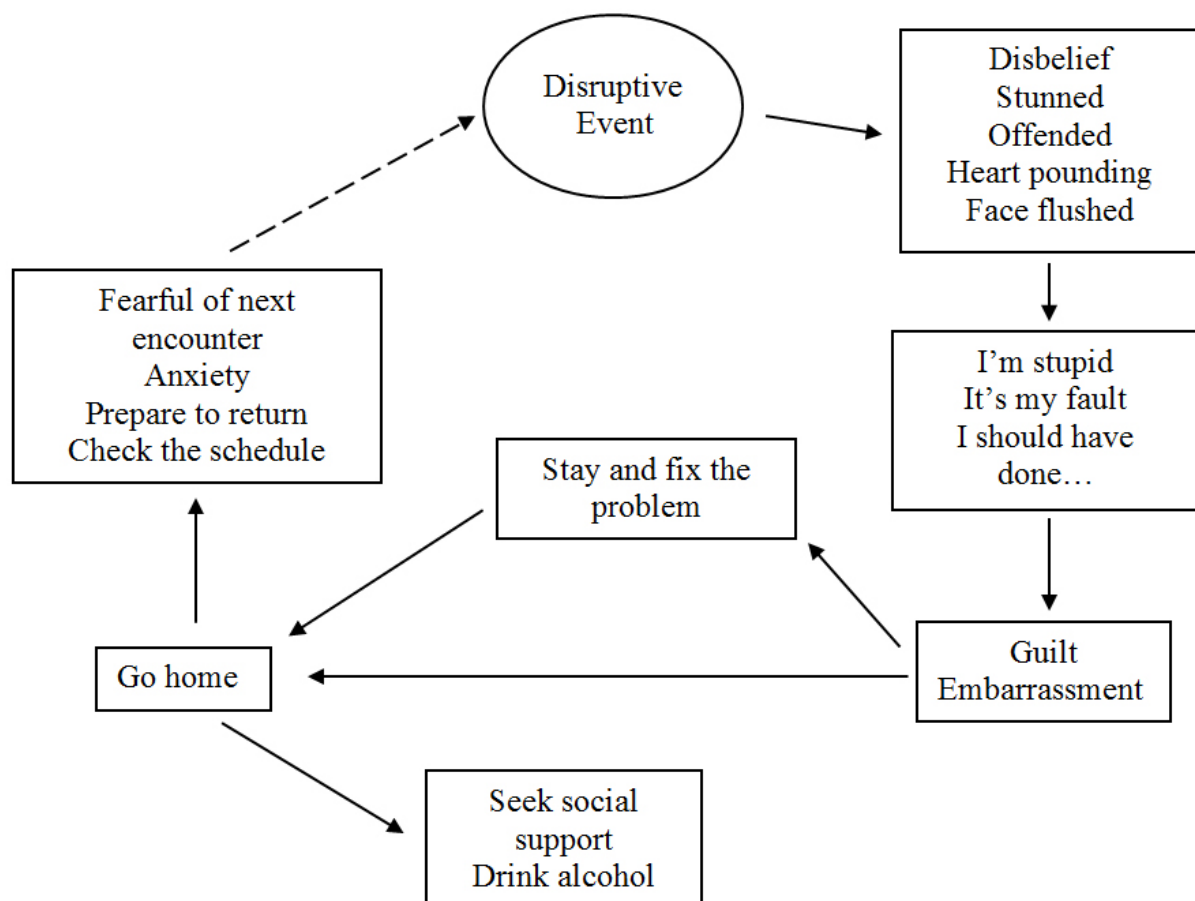 Disruptive
Event
Disbelief
Stunned
Offended
Heart pounding
Face flushed
I’m stupid
It’s my fault
I should have
done…
Guilt
Embarrassment
Stay and fix the
problem
Go home
Seek social
support
Drink alcohol
Fearful of next
encounter
Anxiety
Prepare to return
Check the schedule